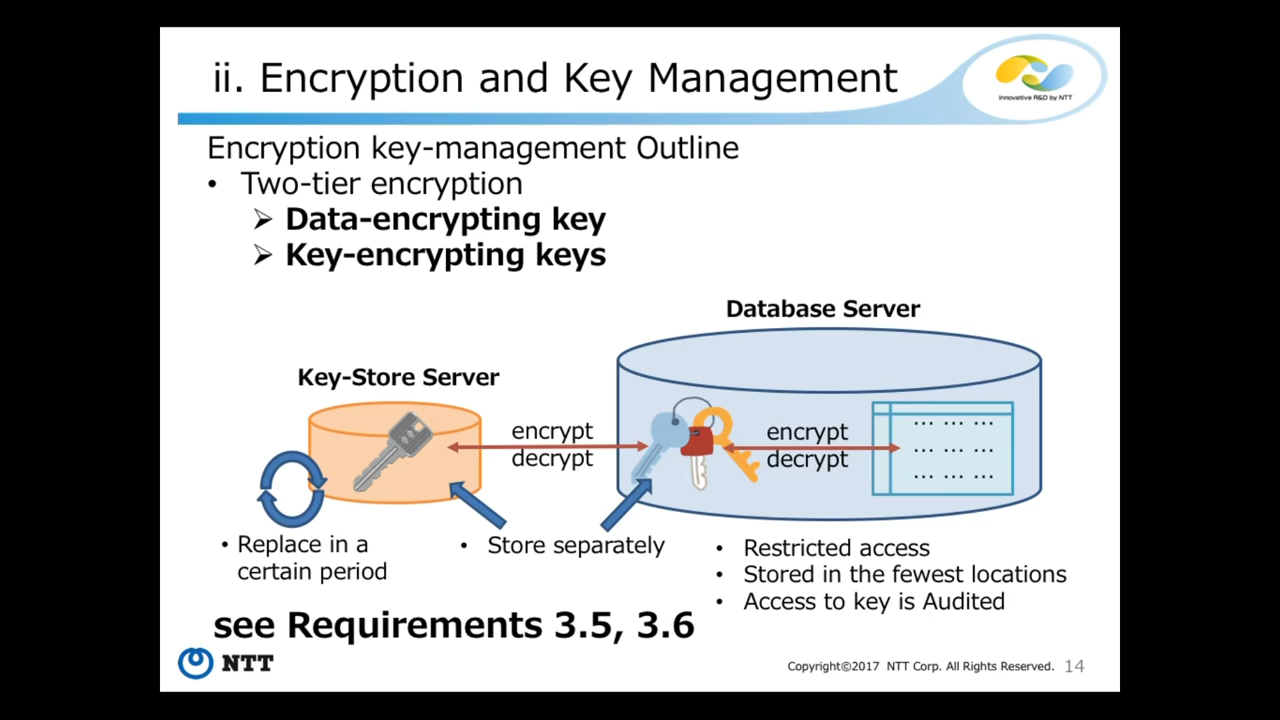 ii. Encryption and Key Management
Innovative R&D by NTT
Encryption key-management Outline
• Two-tier encryption
➢ Data-encrypting key
➢ Key-encrypting keys
Database Server
Key-Store Server
encrypt
decrypt
encrypt
decrypt
... ... ...
... ... ...
... ... ...
• Replace in a
certain period
• Store separately
• Restricted access
• Stored in the fewest locations
• Access to key is Audited
see Requirements 3.5, 3.6
NTT
Copyright©2017 NTT Corp. All Rights Reserved. 14